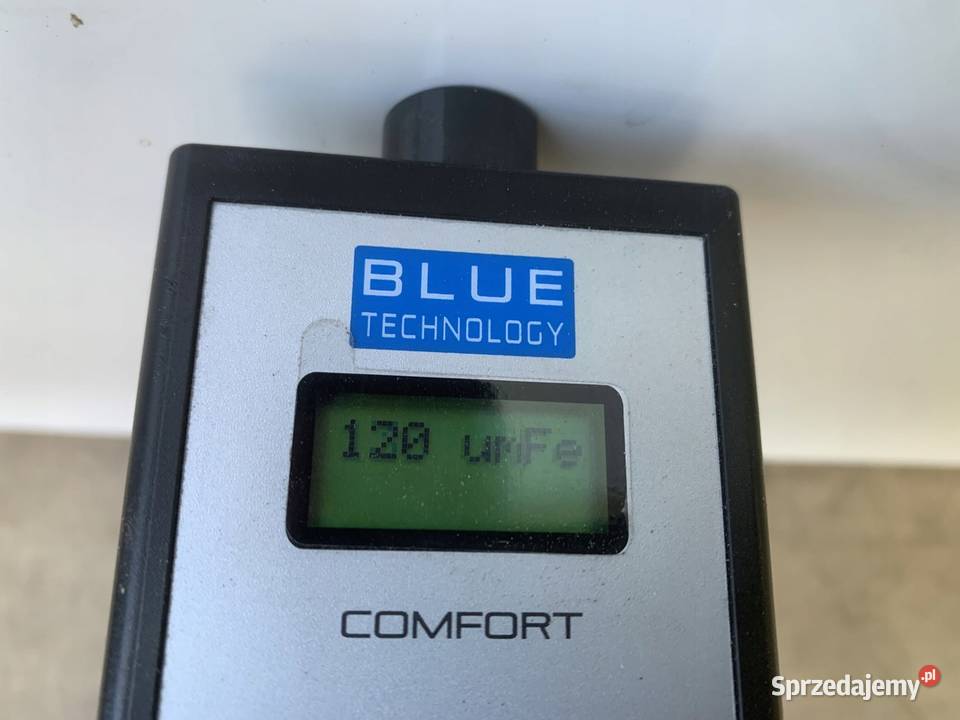 BLUE
TECHNOLOGY
120 umFe
COMFORT
Sprzedajemy.pl